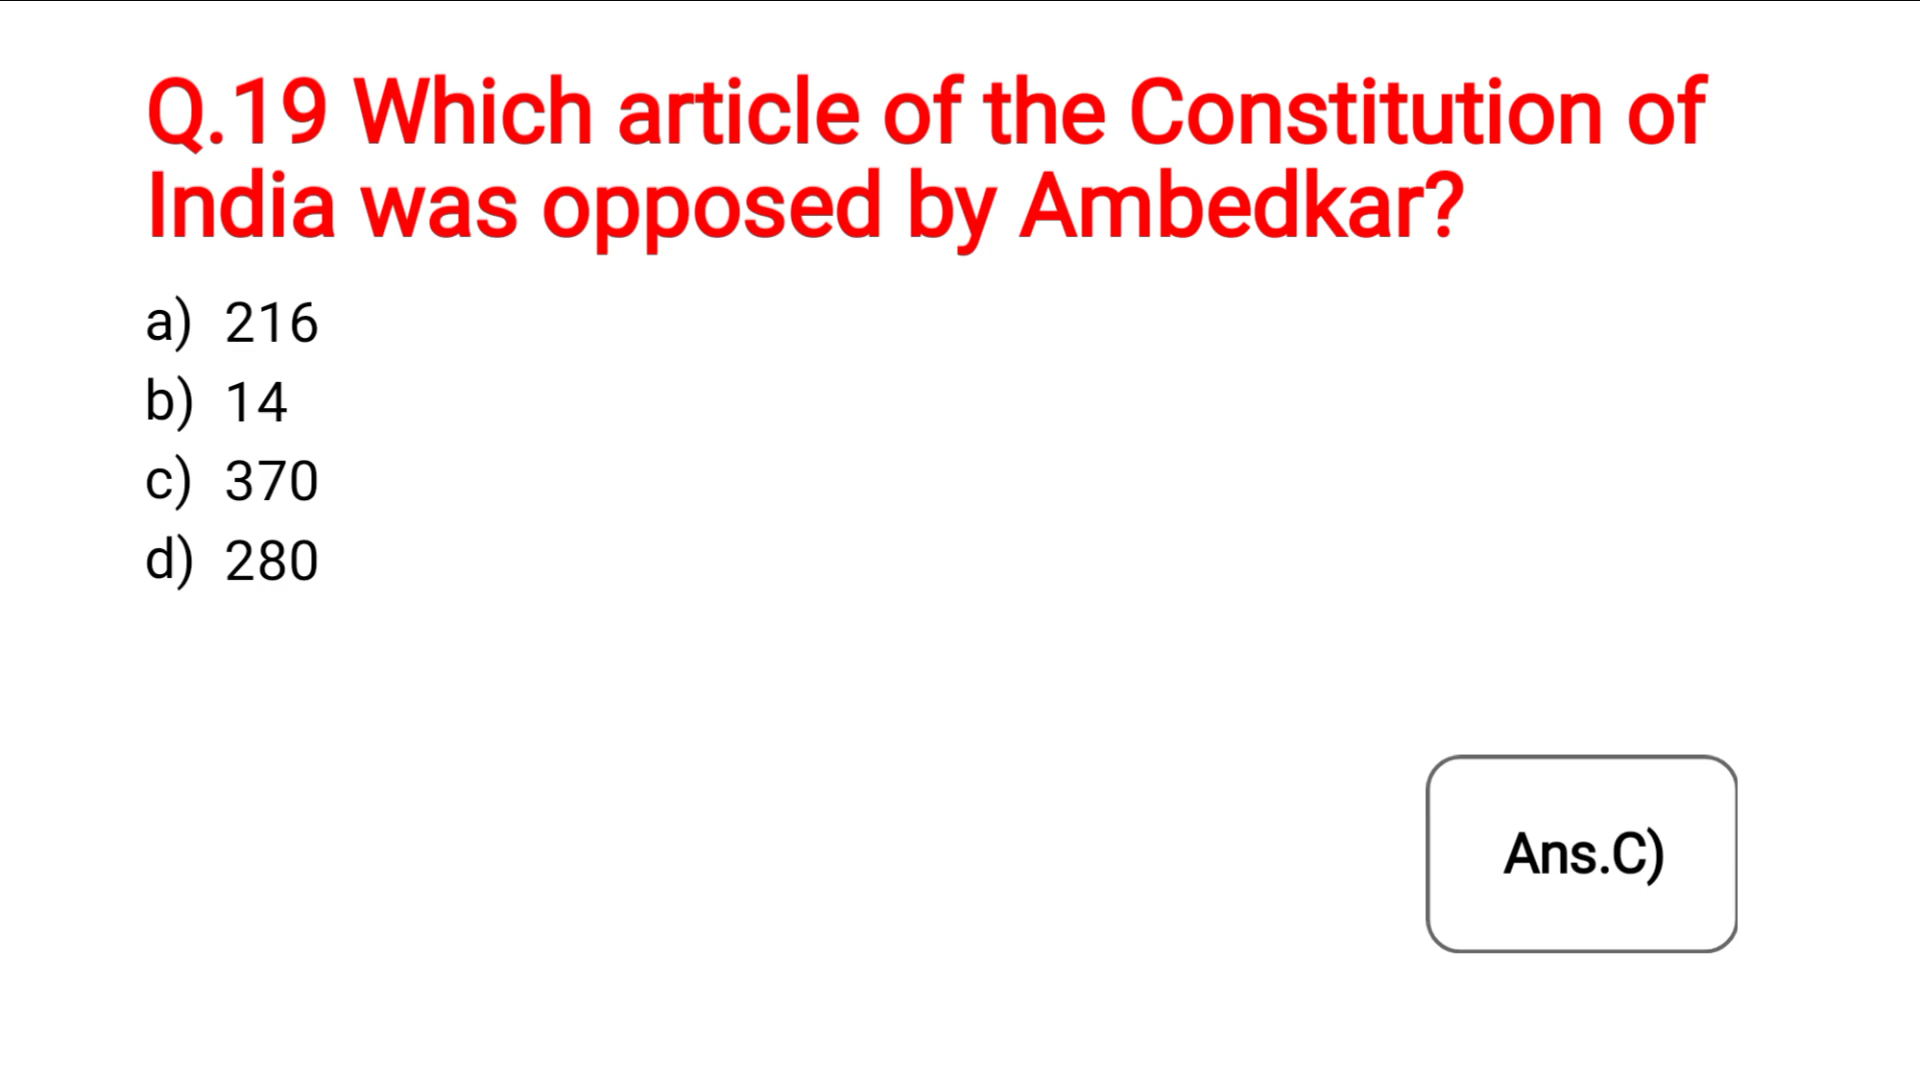 Q.19 Which article of the Constitution of
India was opposed by Ambedkar?
a) 216
b) 14
c) 370
d) 280
Ans.C)